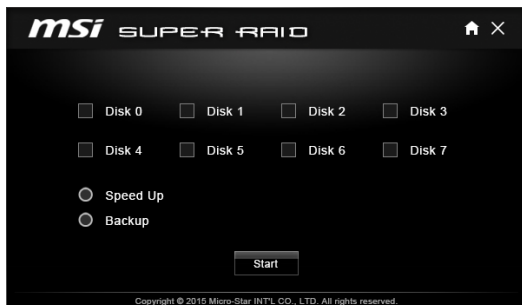 msi SUPER RAID
Disk 0 Disk 1 Disk 2 Disk 3
Disk 4 Disk 5 Disk 6 Disk 7
Speed Up
Backup
Start
Copyright © 2015 Micro-Star INT'L CO., LTD. All rights reserved.